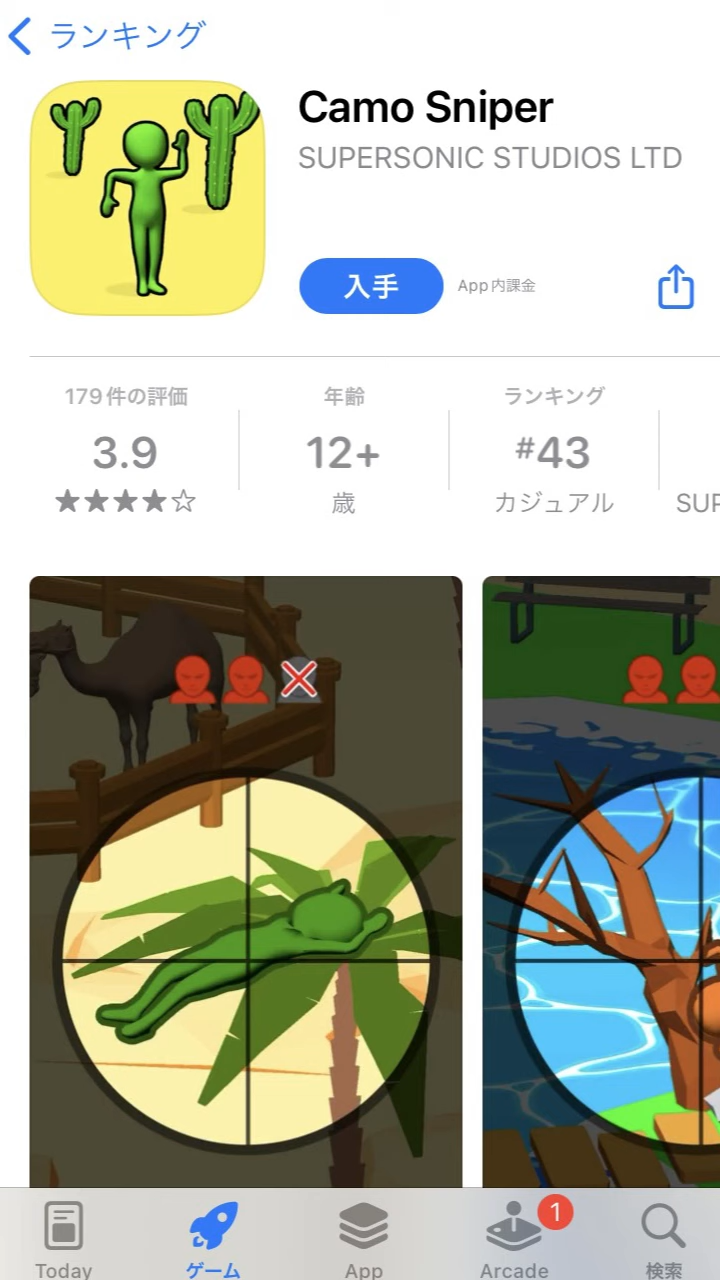 ランキング
Camo Sniper
SUPERSONIC STUDIOS LTD
入手
App内課金
179件の評価
年齢
ランキング
3.9
12+
#43
★★★★☆
歳
カジュアル
SUP
Today
ゲーム
App
1
Arcade
検索